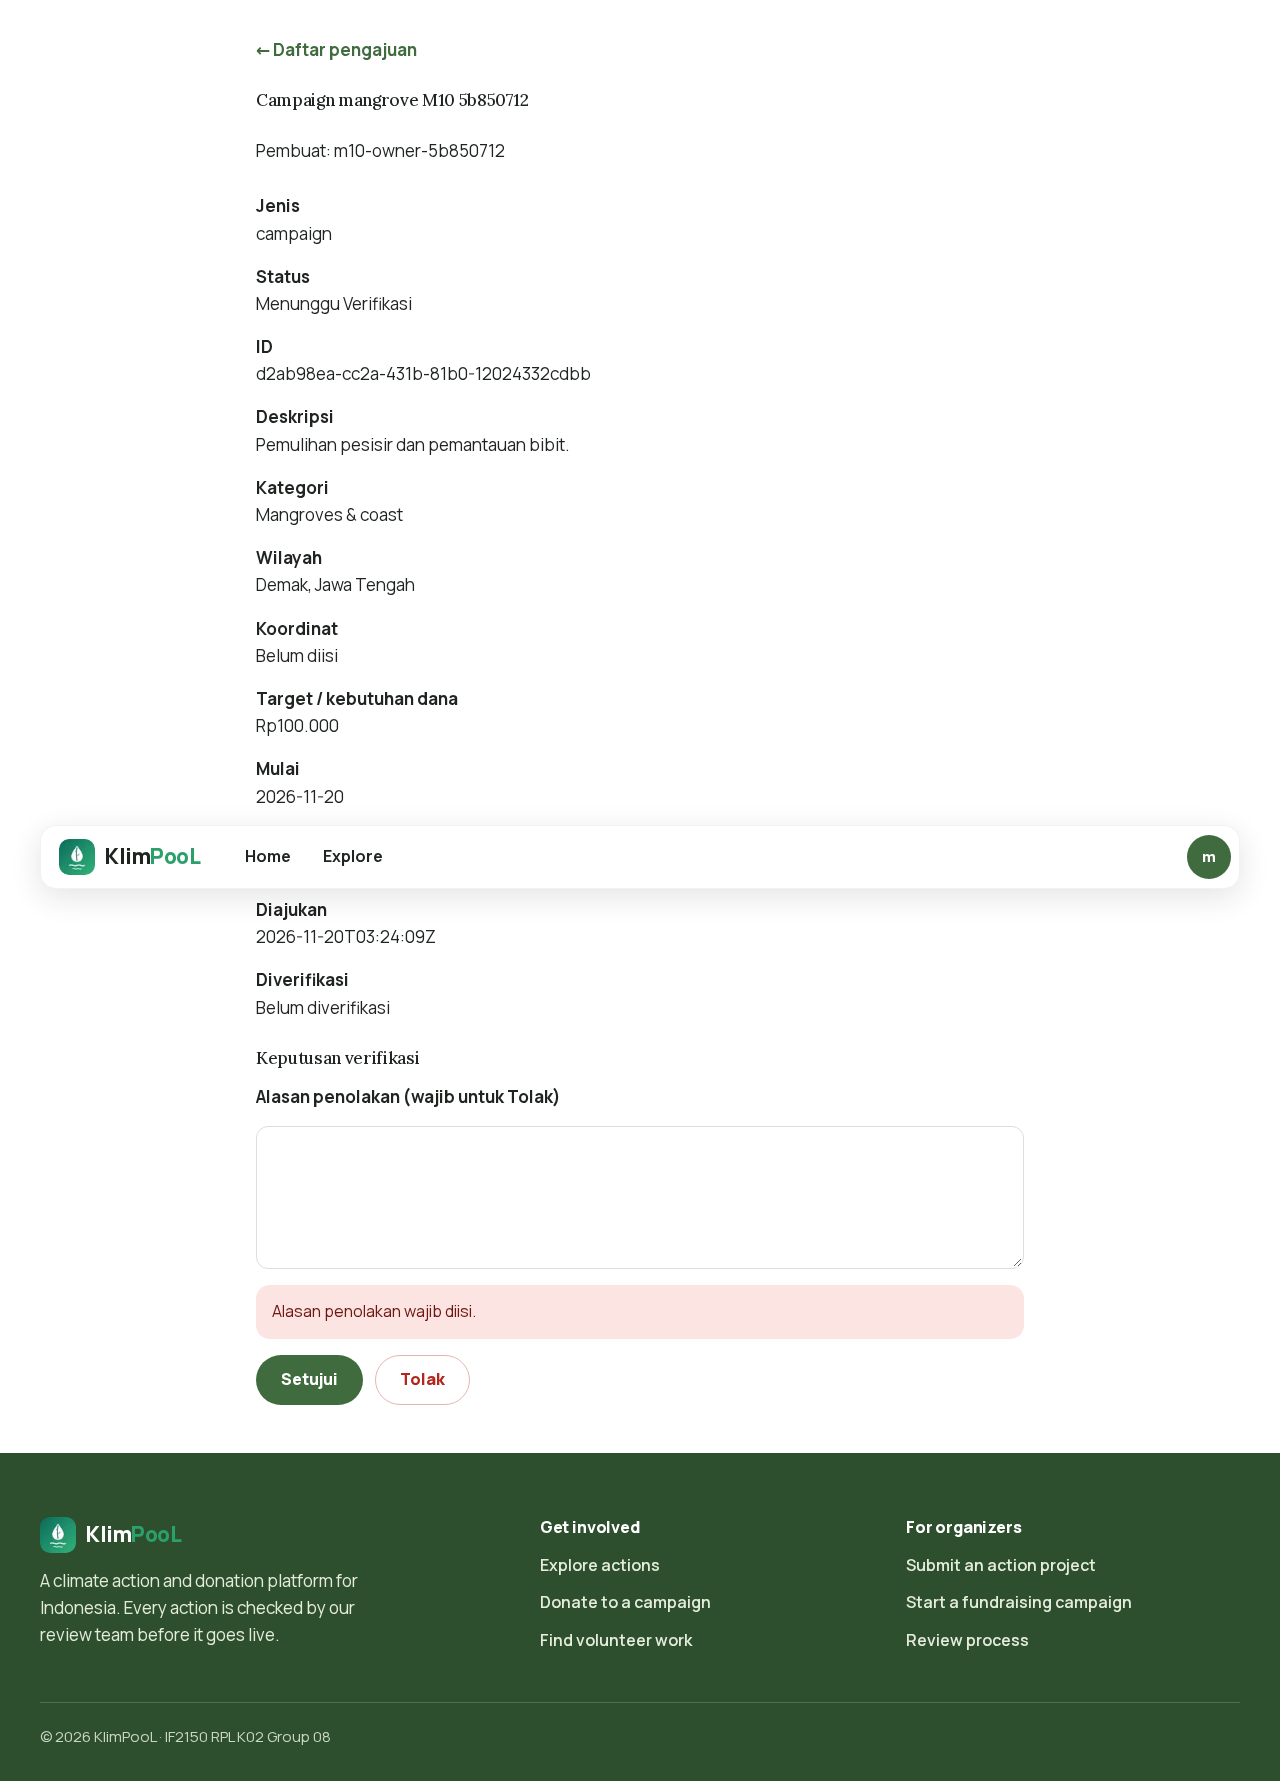 ← Daftar pengajuan
Campaign mangrove M10 5b850712
Pembuat: m10-owner-5b850712
Jenis
campaign
Status
Menunggu Verifikasi
ID
d2ab98ea-cc2a-431b-81b0-12024332cdbb
Deskripsi
Pemulihan pesisir dan pemantauan bibit.
Kategori
Mangroves & coast
Wilayah
Demak, Jawa Tengah
Koordinat
Belum diisi
Target / kebutuhan dana
Rp100.000
Mulai
2026-11-20
KlimPooL Home Explore m
Diajukan
2026-11-20T03:24:09Z
Diverifikasi
Belum diverifikasi
Keputusan verifikasi
Alasan penolakan (wajib untuk Tolak)
Alasan penolakan wajib diisi.
Setujui Tolak
KlimPooL
A climate action and donation platform for
Indonesia. Every action is checked by our
review team before it goes live.
Get involved
Explore actions
Donate to a campaign
Find volunteer work
For organizers
Submit an action project
Start a fundraising campaign
Review process
© 2026 KlimPooL · IF2150 RPL K02 Group 08